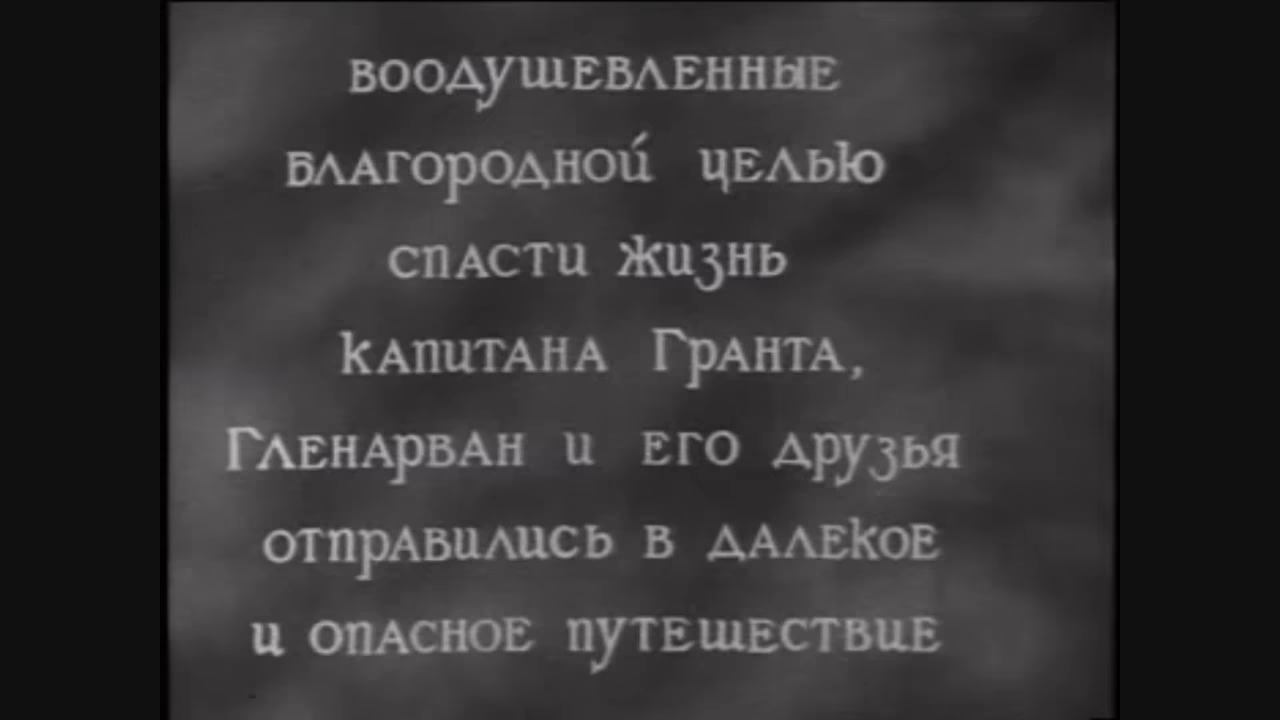 воодушевленные
благородной целью
спасти жизнь
капитана Гранта,
Гленарван и его друзья
отправились в далекое
и опасное путешествие